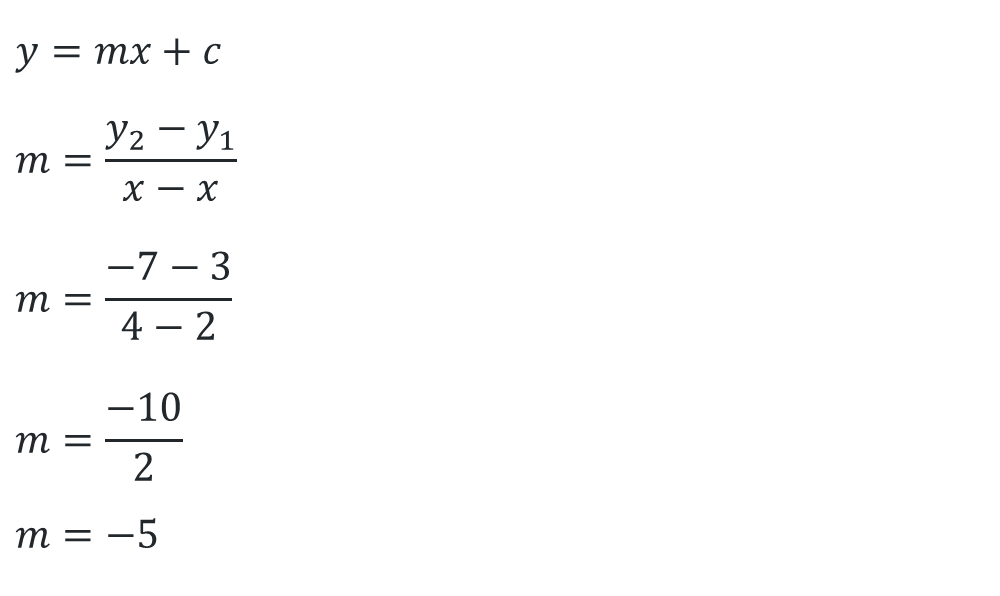 y = mx + c
m = (y₂ − y₁)/(x − x)
m = (−7 − 3)/(4 − 2)
m = −10/2
m = −5